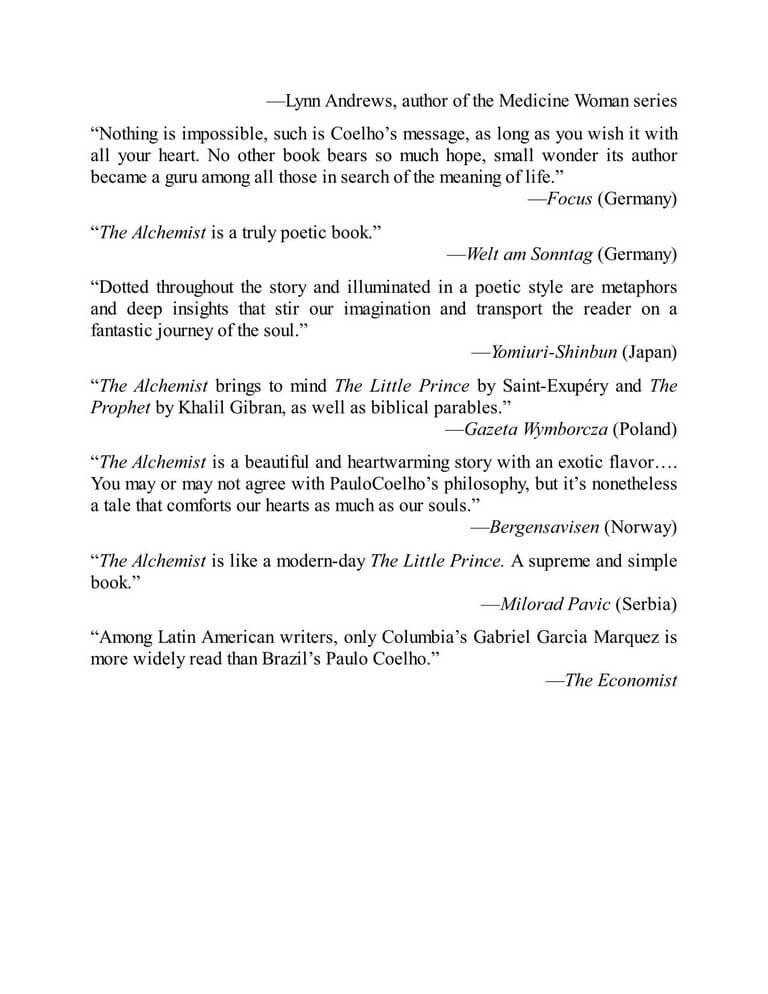 —Lynn Andrews, author of the Medicine Woman series
“Nothing is impossible, such is Coelho’s message, as long as you wish it with
all your heart. No other book bears so much hope, small wonder its author
became a guru among all those in search of the meaning of life.”
—Focus (Germany)
“The Alchemist is a truly poetic book.”
—Welt am Sonntag (Germany)
“Dotted throughout the story and illuminated in a poetic style are metaphors
and deep insights that stir our imagination and transport the reader on a
fantastic journey of the soul.”
—Yomiuri-Shinbun (Japan)
“The Alchemist brings to mind The Little Prince by Saint-Exupéry and The
Prophet by Khalil Gibran, as well as biblical parables.”
—Gazeta Wymborcza (Poland)
“The Alchemist is a beautiful and heartwarming story with an exotic flavor….
You may or may not agree with PauloCoelho’s philosophy, but it’s nonetheless
a tale that comforts our hearts as much as our souls.”
—Bergensavisen (Norway)
“The Alchemist is like a modern-day The Little Prince. A supreme and simple
book.”
—Milorad Pavic (Serbia)
“Among Latin American writers, only Columbia’s Gabriel Garcia Marquez is
more widely read than Brazil’s Paulo Coelho.”
—The Economist